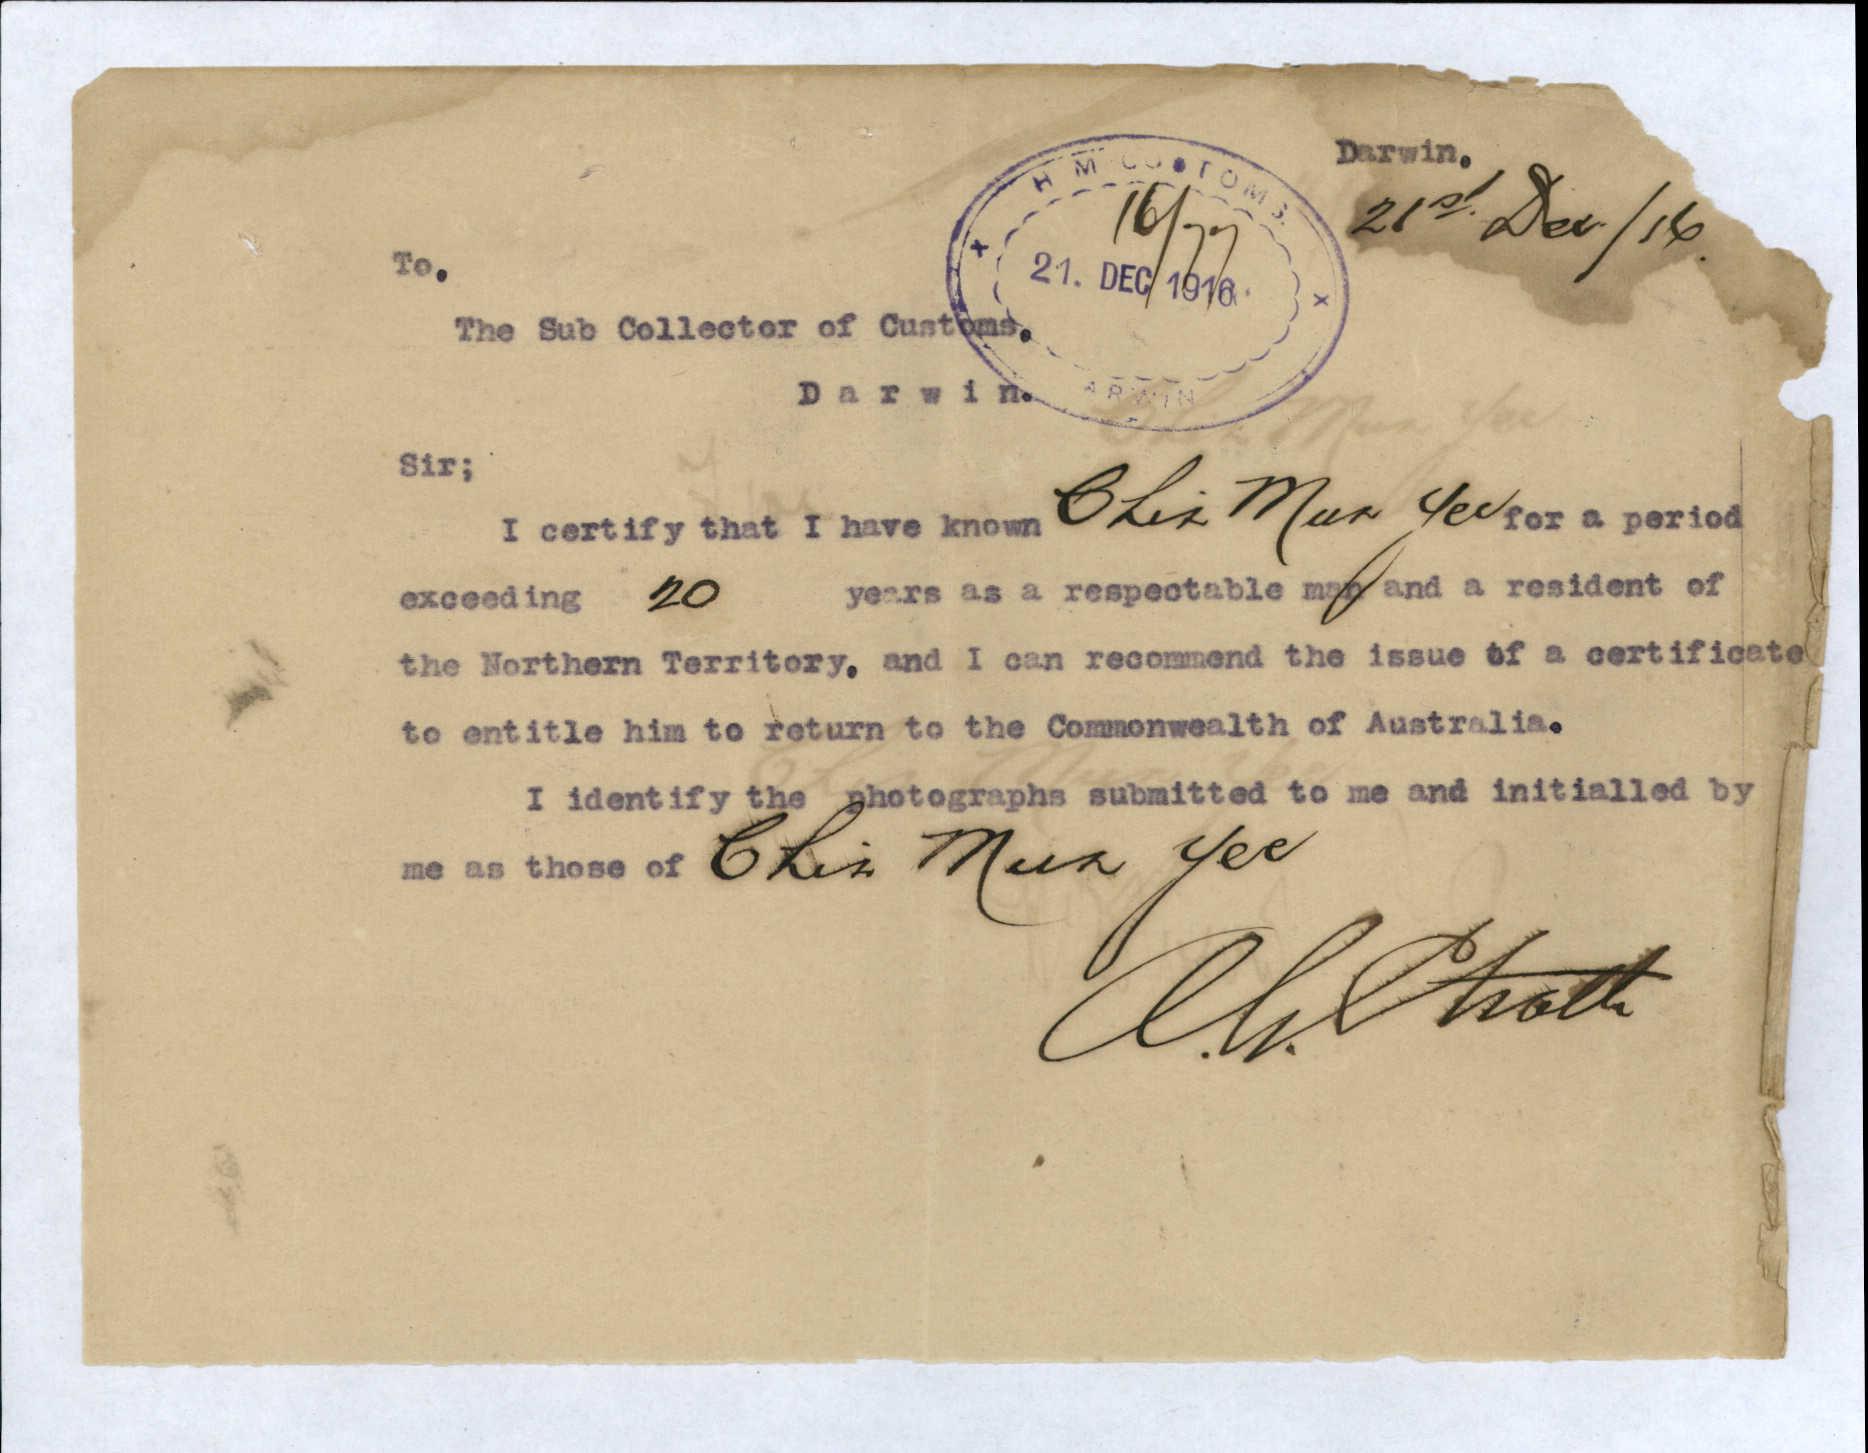 Darwin.
21st Dec/16.
H M CUSTOMS.
16/77
21. DEC 1916
ARWIN
To.
The Sub Collector of Customs.
Darwin.
Sir;
I certify that I have known Chin Mun Yee for a period
exceeding 20 years as a respectable man and a resident of
the Northern Territory. and I can recommend the issue of a certificate
to entitle him to return to the Commonwealth of Australia.
I identify the photographs submitted to me and initialled by
me as those of Chin Mun Yee